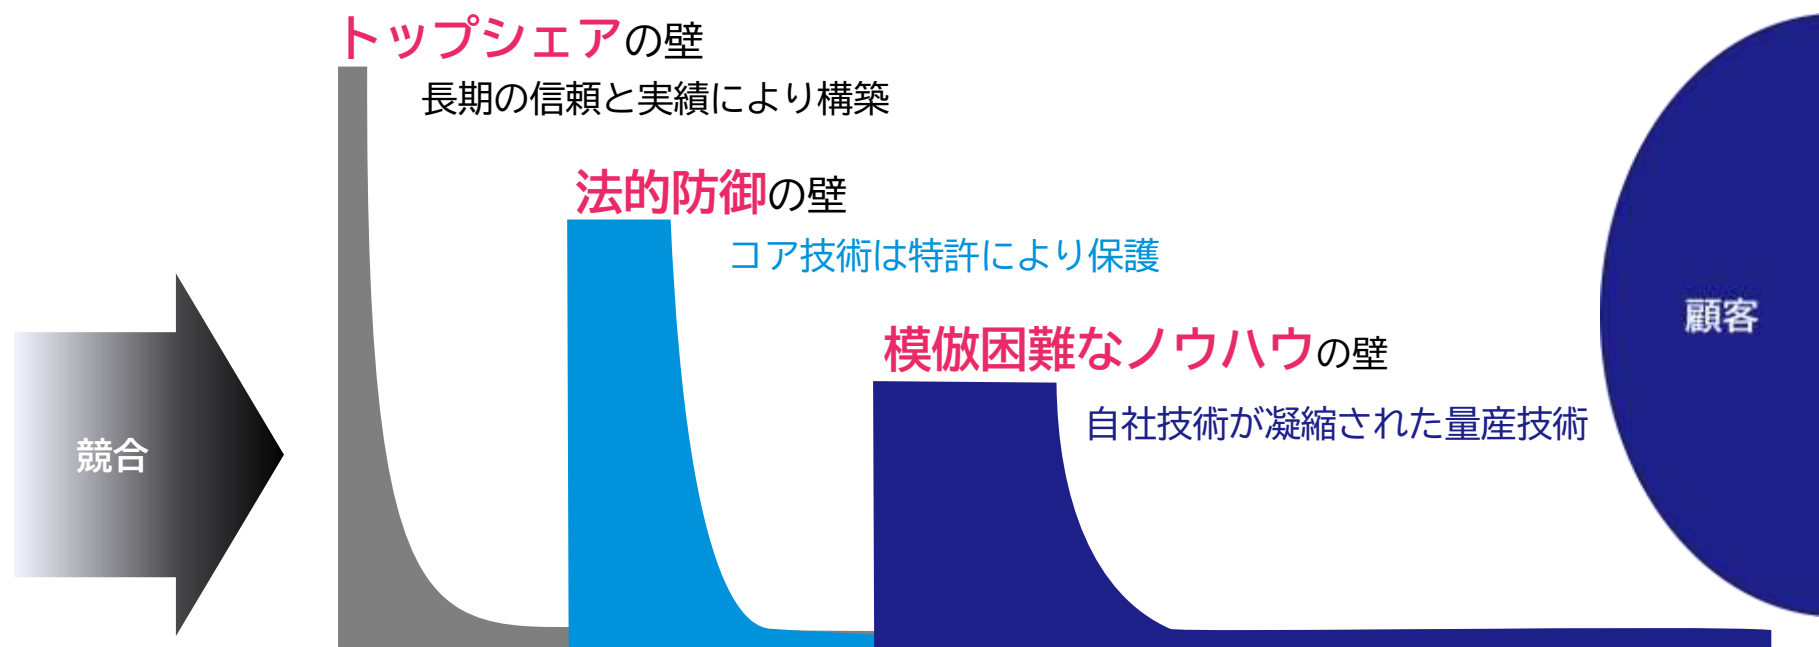 トップシェアの壁
長期の信頼と実績により構築
法的防御の壁
コア技術は特許により保護
模倣困難なノウハウの壁
自社技術が凝縮された量産技術
競合
顧客